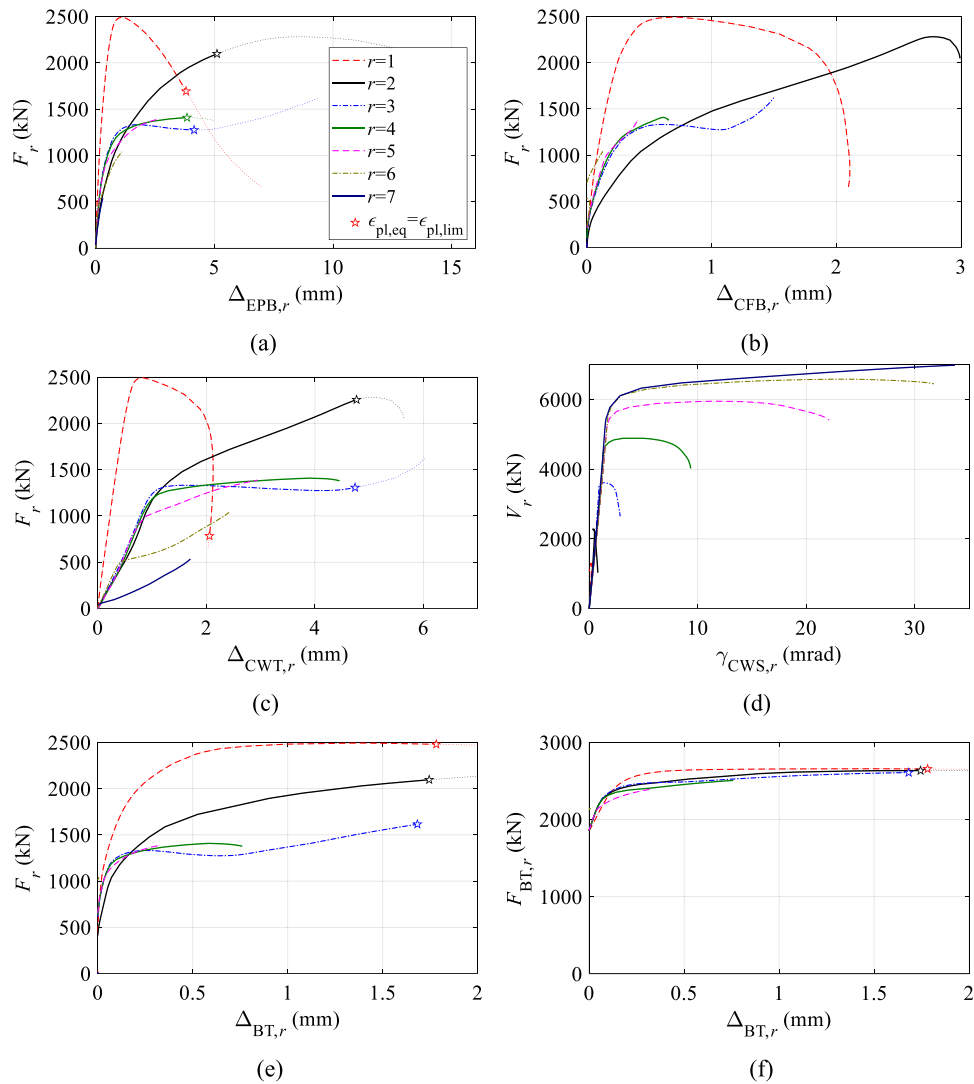 2500
2000
1500
1000
500
0
F_r (kN)
0
5
10
15
Δ_EPB,r (mm)
r=1
r=2
r=3
r=4
r=5
r=6
r=7
ϵ_pl,eq=ϵ_pl,lim
(a)
2500
2000
1500
1000
500
0
F_r (kN)
0
1
2
3
Δ_CFB,r (mm)
(b)
2500
2000
1500
1000
500
0
F_r (kN)
0
2
4
6
Δ_CWT,r (mm)
(c)
6000
4000
2000
0
V_r (kN)
0
10
20
30
γ_CWS,r (mrad)
(d)
2500
2000
1500
1000
500
0
F_r (kN)
0
0.5
1
1.5
2
Δ_BT,r (mm)
(e)
3000
2000
1000
0
F_BT,r (kN)
0
0.5
1
1.5
2
Δ_BT,r (mm)
(f)